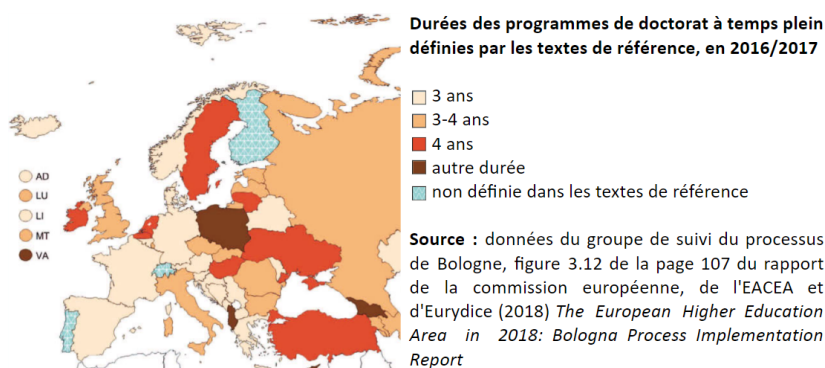 Durées des programmes de doctorat à temps plein
définies par les textes de référence, en 2016/2017
3 ans
3-4 ans
4 ans
autre durée
non définie dans les textes de référence
AD
LU
LI
MT
VA
Source : données du groupe de suivi du processus
de Bologne, figure 3.12 de la page 107 du rapport
de la commission européenne, de l'EACEA et
d'Eurydice (2018) The European Higher Education
Area in 2018: Bologna Process Implementation
Report